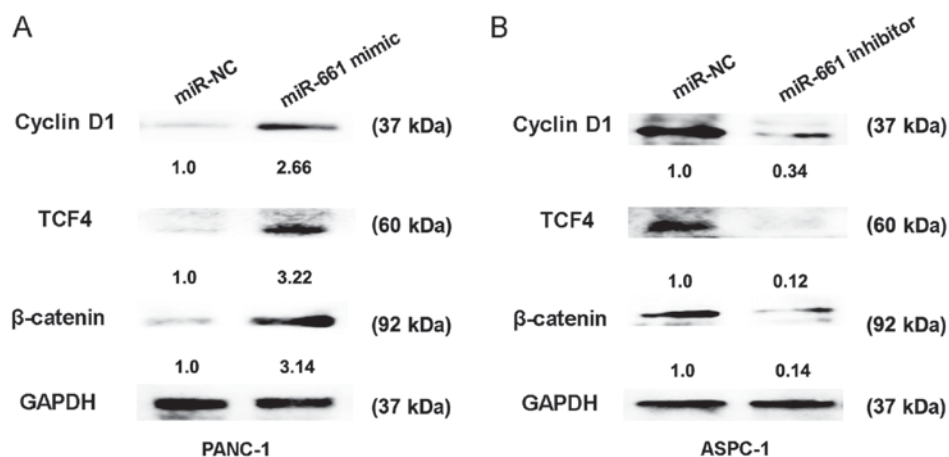 A
miR-NC miR-661 mimic
Cyclin D1 (37 kDa)
1.0 2.66
TCF4 (60 kDa)
1.0 3.22
β-catenin (92 kDa)
1.0 3.14
GAPDH (37 kDa)
PANC-1
B
miR-NC miR-661 inhibitor
Cyclin D1 (37 kDa)
1.0 0.34
TCF4 (60 kDa)
1.0 0.12
β-catenin (92 kDa)
1.0 0.14
GAPDH (37 kDa)
ASPC-1